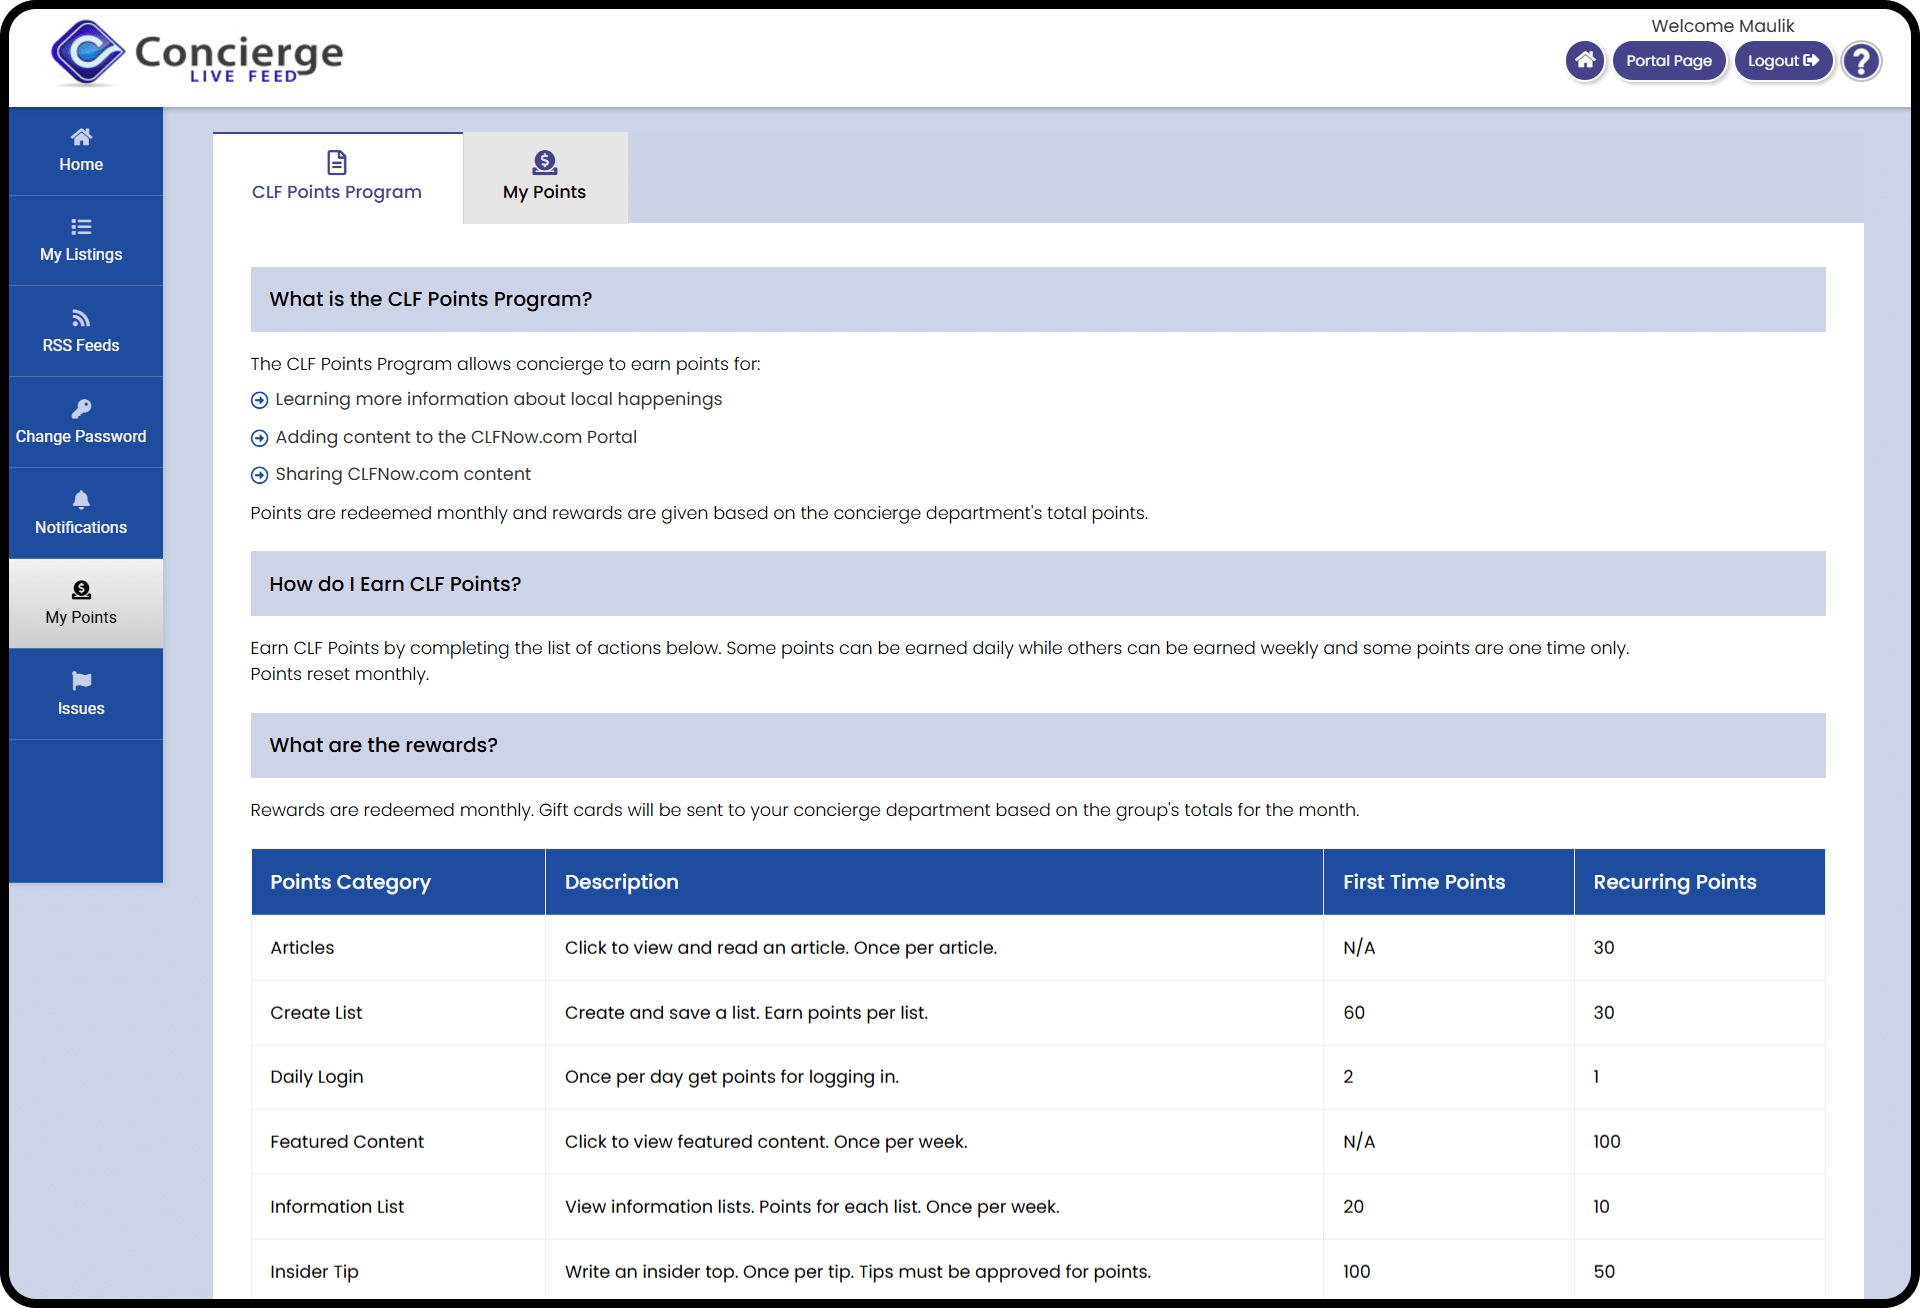 Concierge
LIVE FEED
Welcome Maulik
Portal Page
Logout
?
Home
My Listings
RSS Feeds
Change Password
Notifications
My Points
Issues
CLF Points Program
My Points
What is the CLF Points Program?
The CLF Points Program allows concierge to earn points for:
Learning more information about local happenings
Adding content to the CLFNow.com Portal
Sharing CLFNow.com content
Points are redeemed monthly and rewards are given based on the concierge department's total points.
How do I Earn CLF Points?
Earn CLF Points by completing the list of actions below. Some points can be earned daily while others can be earned weekly and some points are one time only.
Points reset monthly.
What are the rewards?
Rewards are redeemed monthly. Gift cards will be sent to your concierge department based on the group's totals for the month.
Points Category Description First Time Points Recurring Points
Articles Click to view and read an article. Once per article. N/A 30
Create List Create and save a list. Earn points per list. 60 30
Daily Login Once per day get points for logging in. 2 1
Featured Content Click to view featured content. Once per week. N/A 100
Information List View information lists. Points for each list. Once per week. 20 10
Insider Tip Write an insider top. Once per tip. Tips must be approved for points. 100 50